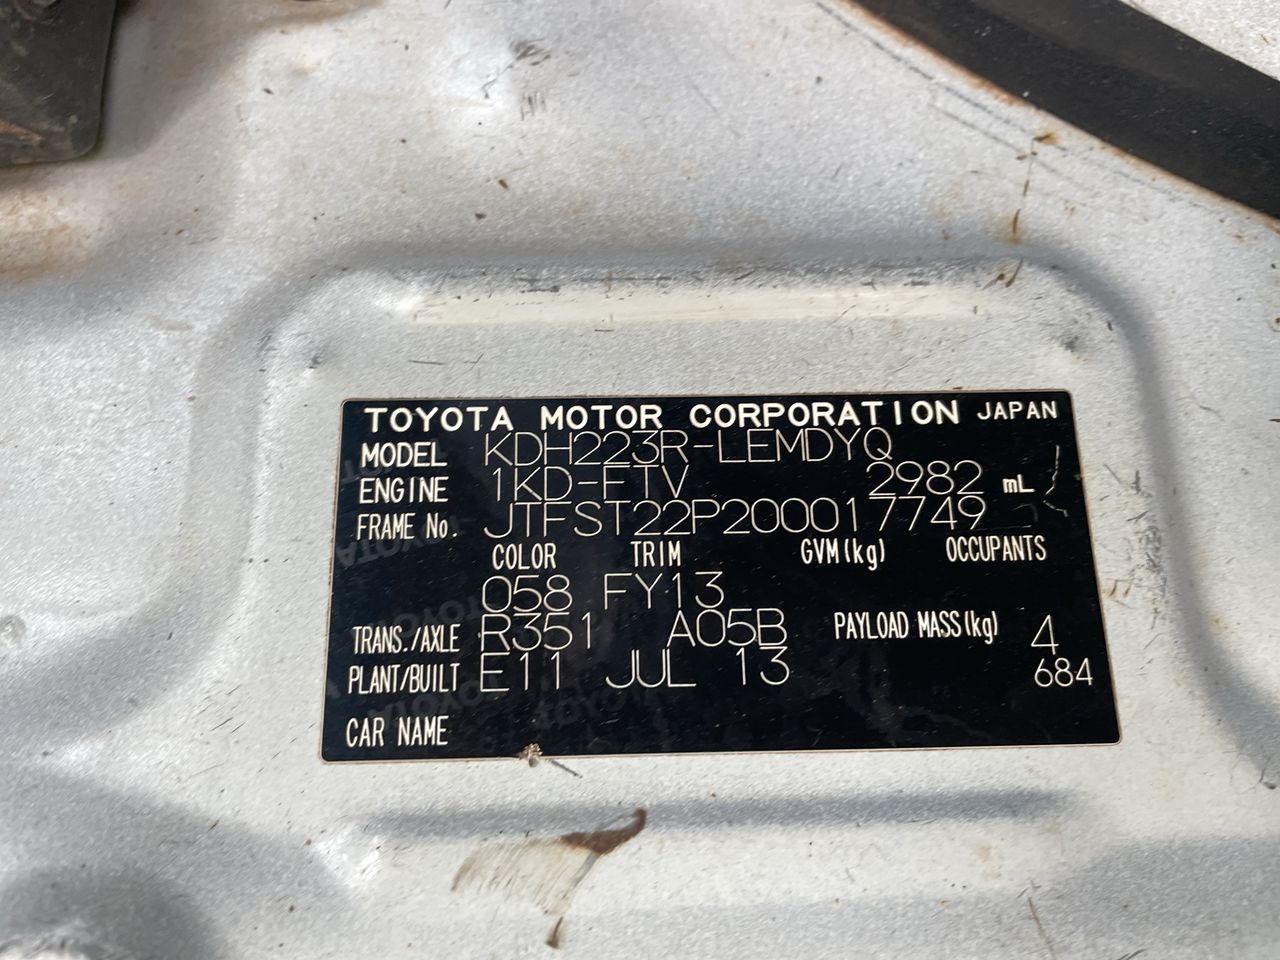 TOYOTA MOTOR CORPORATION JAPAN
MODEL KDH223R-LEMDYQ
ENGINE 1KD-FTV 2982 mL
FRAME No. JTFST22P200017749
COLOR TRIM GVM(kg) OCCUPANTS
058 FY13
TRANS./AXLE R351 A05B PAYLOAD MASS(kg) 4
PLANT/BUILT E11 JUL 13 684
CAR NAME